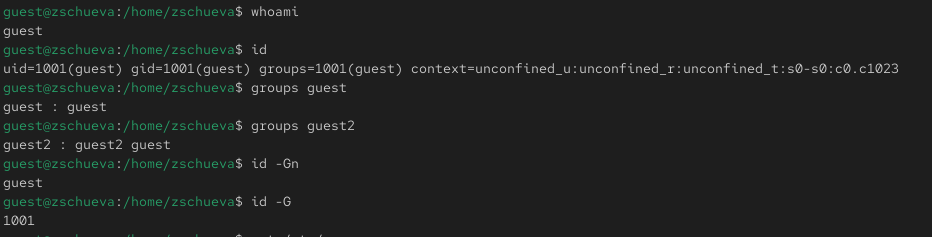 guest@zschueva:/home/zschueva$ whoami
guest
guest@zschueva:/home/zschueva$ id
uid=1001(guest) gid=1001(guest) groups=1001(guest) context=unconfined_u:unconfined_r:unconfined_t:s0-s0:c0.c1023
guest@zschueva:/home/zschueva$ groups guest
guest : guest
guest@zschueva:/home/zschueva$ groups guest2
guest2 : guest2 guest
guest@zschueva:/home/zschueva$ id -Gn
guest
guest@zschueva:/home/zschueva$ id -G
1001